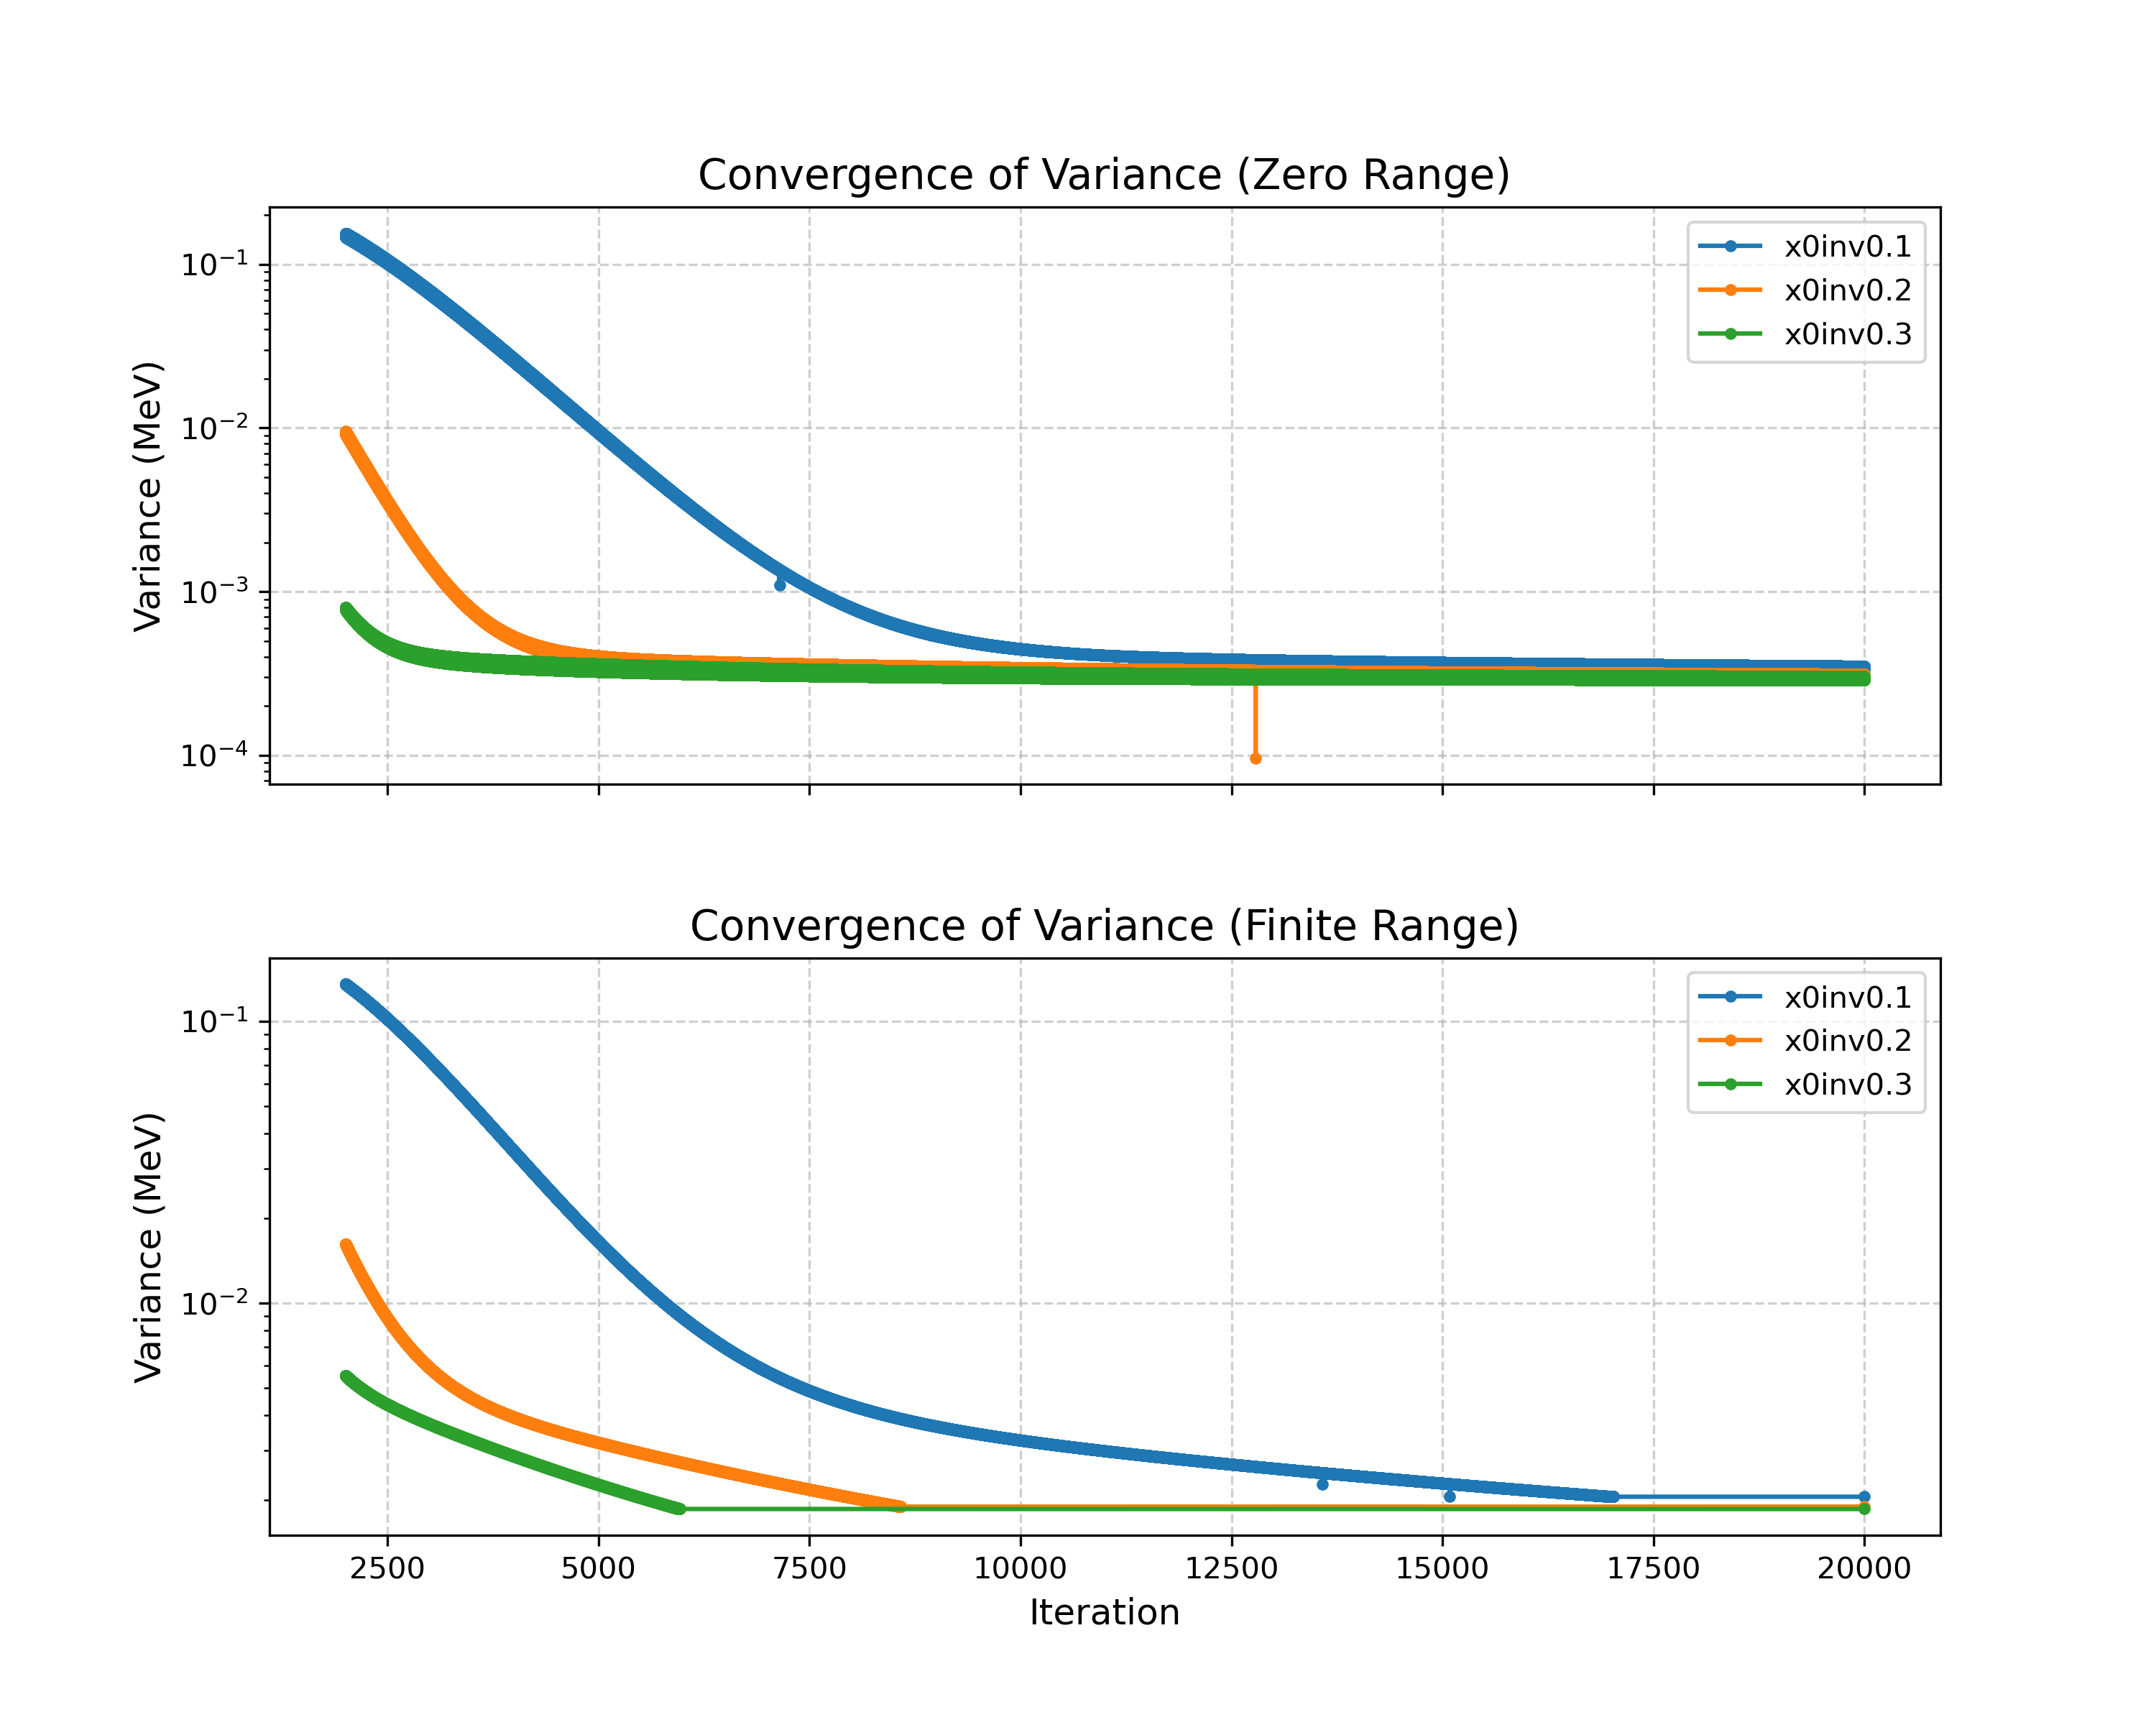 Convergence of Variance (Zero Range)
Variance (MeV)
10⁻¹
10⁻²
10⁻³
10⁻⁴
x0inv0.1
x0inv0.2
x0inv0.3
Convergence of Variance (Finite Range)
Variance (MeV)
10⁻¹
10⁻²
x0inv0.1
x0inv0.2
x0inv0.3
2500 5000 7500 10000 12500 15000 17500 20000
Iteration